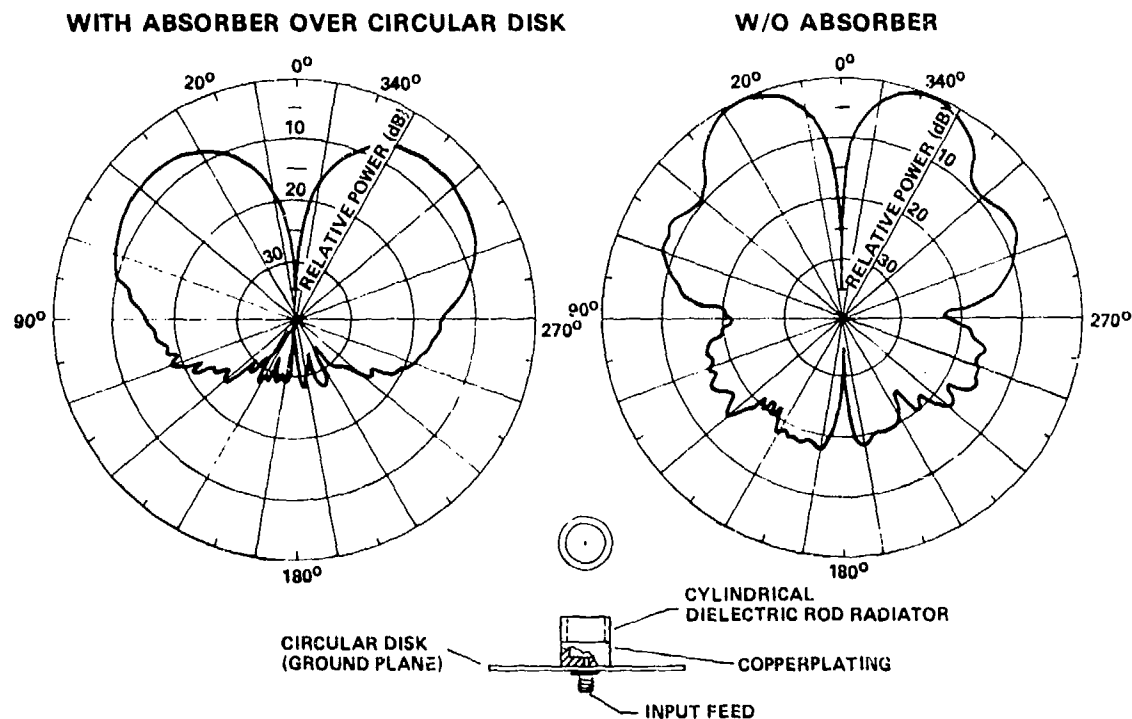 WITH ABSORBER OVER CIRCULAR DISK
W/O ABSORBER
0°
20°
340°
10
20
30
RELATIVE POWER (dB)
90°
270°
180°
0°
20°
340°
10
20
30
RELATIVE POWER (dB)
90°
270°
180°
CYLINDRICAL
DIELECTRIC ROD RADIATOR
CIRCULAR DISK
(GROUND PLANE)
COPPERPLATING
INPUT FEED